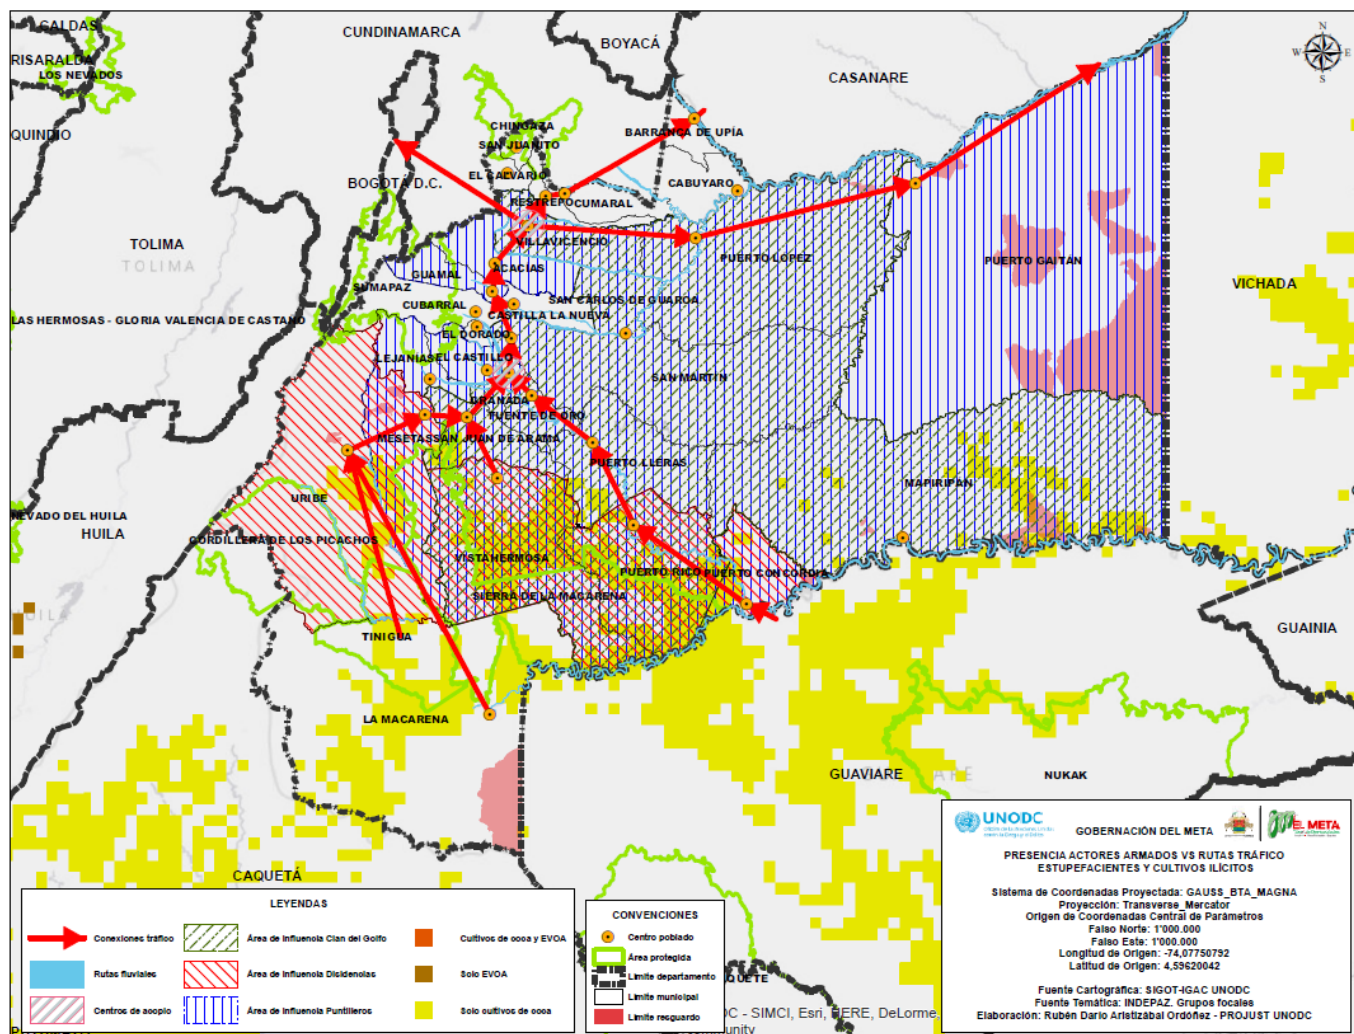 CALDAS
CUNDINAMARCA
BOYACÁ
RISARALDA
LOS NEVADOS
CASANARE
N
W
E
S
QUINDIO
CHINGAZA
SAN JUANITO
BARRANCA DE UPÍA
EL CALVARIO
BOGOTÁ D.C.
CABUYARO
RESTREPO
CUMARAL
TOLIMA
TOLIMA
VILLAVICENCIO
PUERTO LOPEZ
PUERTO GAITÁN
ACACÍAS
GUAMAL
SUMAPAZ
VICHADA
CUBARRAL
SAN CARLOS DE GUAROA
CASTILLA LA NUEVA
LAS HERMOSAS - GLORIA VALENCIA DE CASTAÑO
EL DORADO
LEJANÍAS
EL CASTILLO
SAN MARTIN
GRANADA
FUENTE DE ORO
MESETAS
SAN JUAN DE ARAMA
PUERTO LLERAS
MAPIRIPAN
URIBE
NEVADO DEL HUILA
HUILA
CORDILLERA DE LOS PICACHOS
VISTAHERMOSA
PUERTO RICO
PUERTO CONCORDIA
SIERRA DE LA MACARENA
TINIGUA
GUAINIA
LA MACARENA
GUAVIARE
NUKAK
CAQUETÁ
LEYENDAS
Conexiones tráfico
Área de Influencia Clan del Golfo
Cultivos de coca y EVOA
Rutas fluviales
Área de Influencia Disidencias
Solo EVOA
Centros de acopio
Área de Influencia Puntilleros
Solo cultivos de coca
CONVENCIONES
Centro poblado
Área protegida
Limite departamento
Limite municipal
Limite resguardo
- SIMCI, Esri, HERE, DeLorme,
UNODC
GOBERNACIÓN DEL META
EL META
PRESENCIA ACTORES ARMADOS VS RUTAS TRÁFICO
ESTUPEFACIENTES Y CULTIVOS ILÍCITOS
Sistema de Coordenadas Proyectada: GAUSS_BTA_MAGNA
Proyección: Transverse_Mercator
Origen de Coordenadas Central de Parámetros
Falso Norte: 1'000.000
Falso Este: 1'000.000
Longitud de Origen: -74,07750792
Latitud de Origen: 4,59620042
Fuente Cartográfica: SIGOT-IGAC UNODC
Fuente Temática: INDEPAZ. Grupos focales
Elaboración: Rubén Darío Aristizábal Ordóñez - PROJUST UNODC